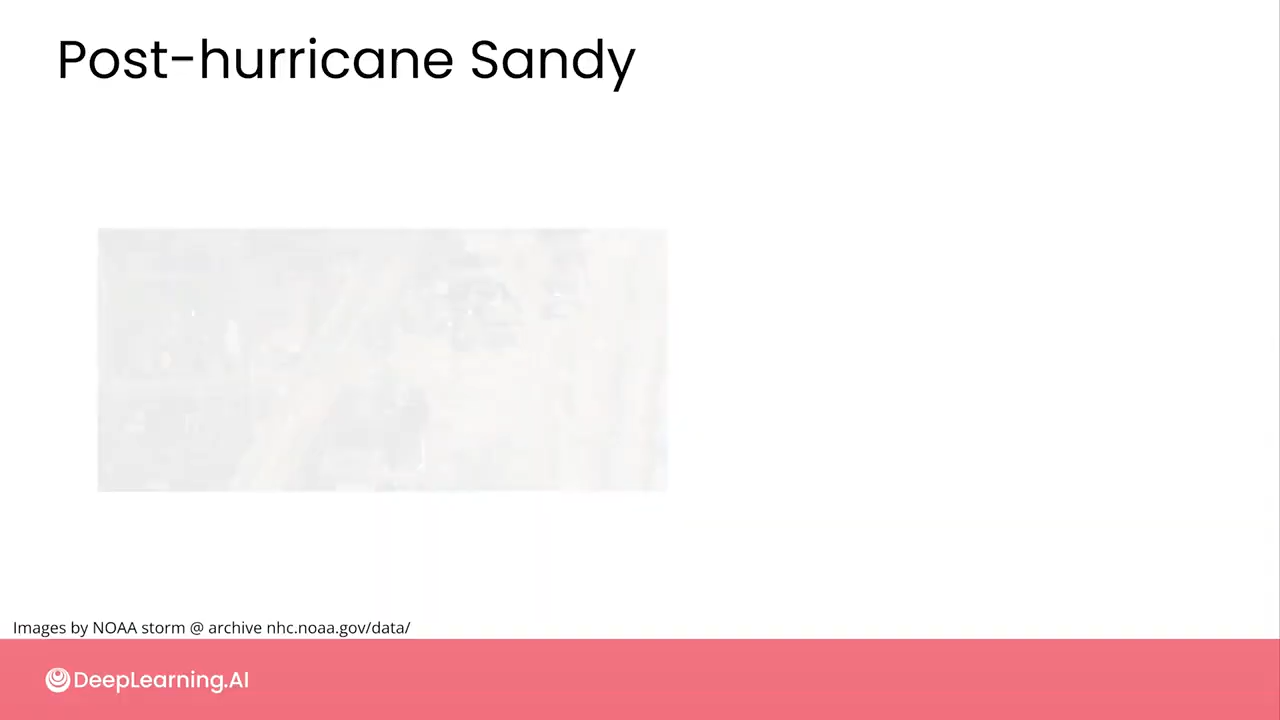 Post-hurricane Sandy
Images by NOAA storm @ archive nhc.noaa.gov/data/
DeepLearning.AI